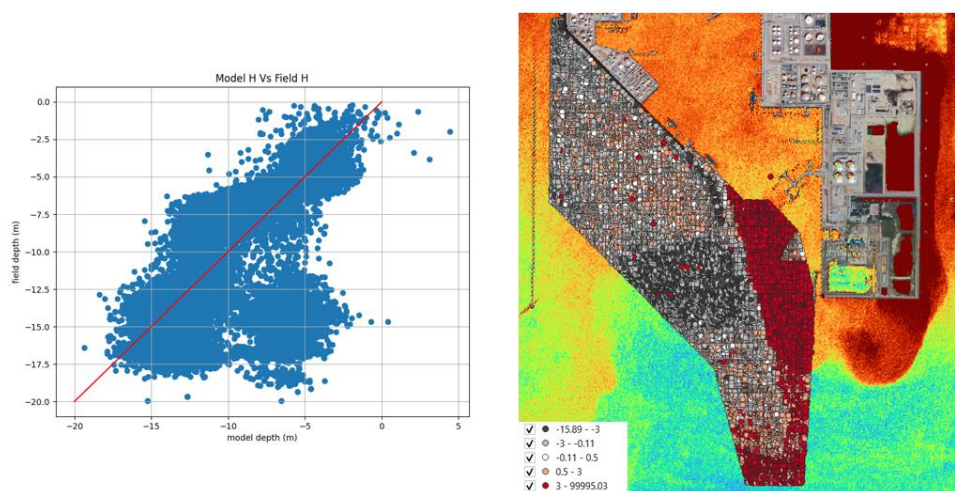 Model H Vs Field H
0.0
−2.5
−5.0
−7.5
−10.0
−12.5
−15.0
−17.5
−20.0
field depth (m)
−20
−15
−10
−5
0
5
model depth (m)
-15.89 - -3
-3 - -0.11
-0.11 - 0.5
0.5 - 3
3 - 99995.03